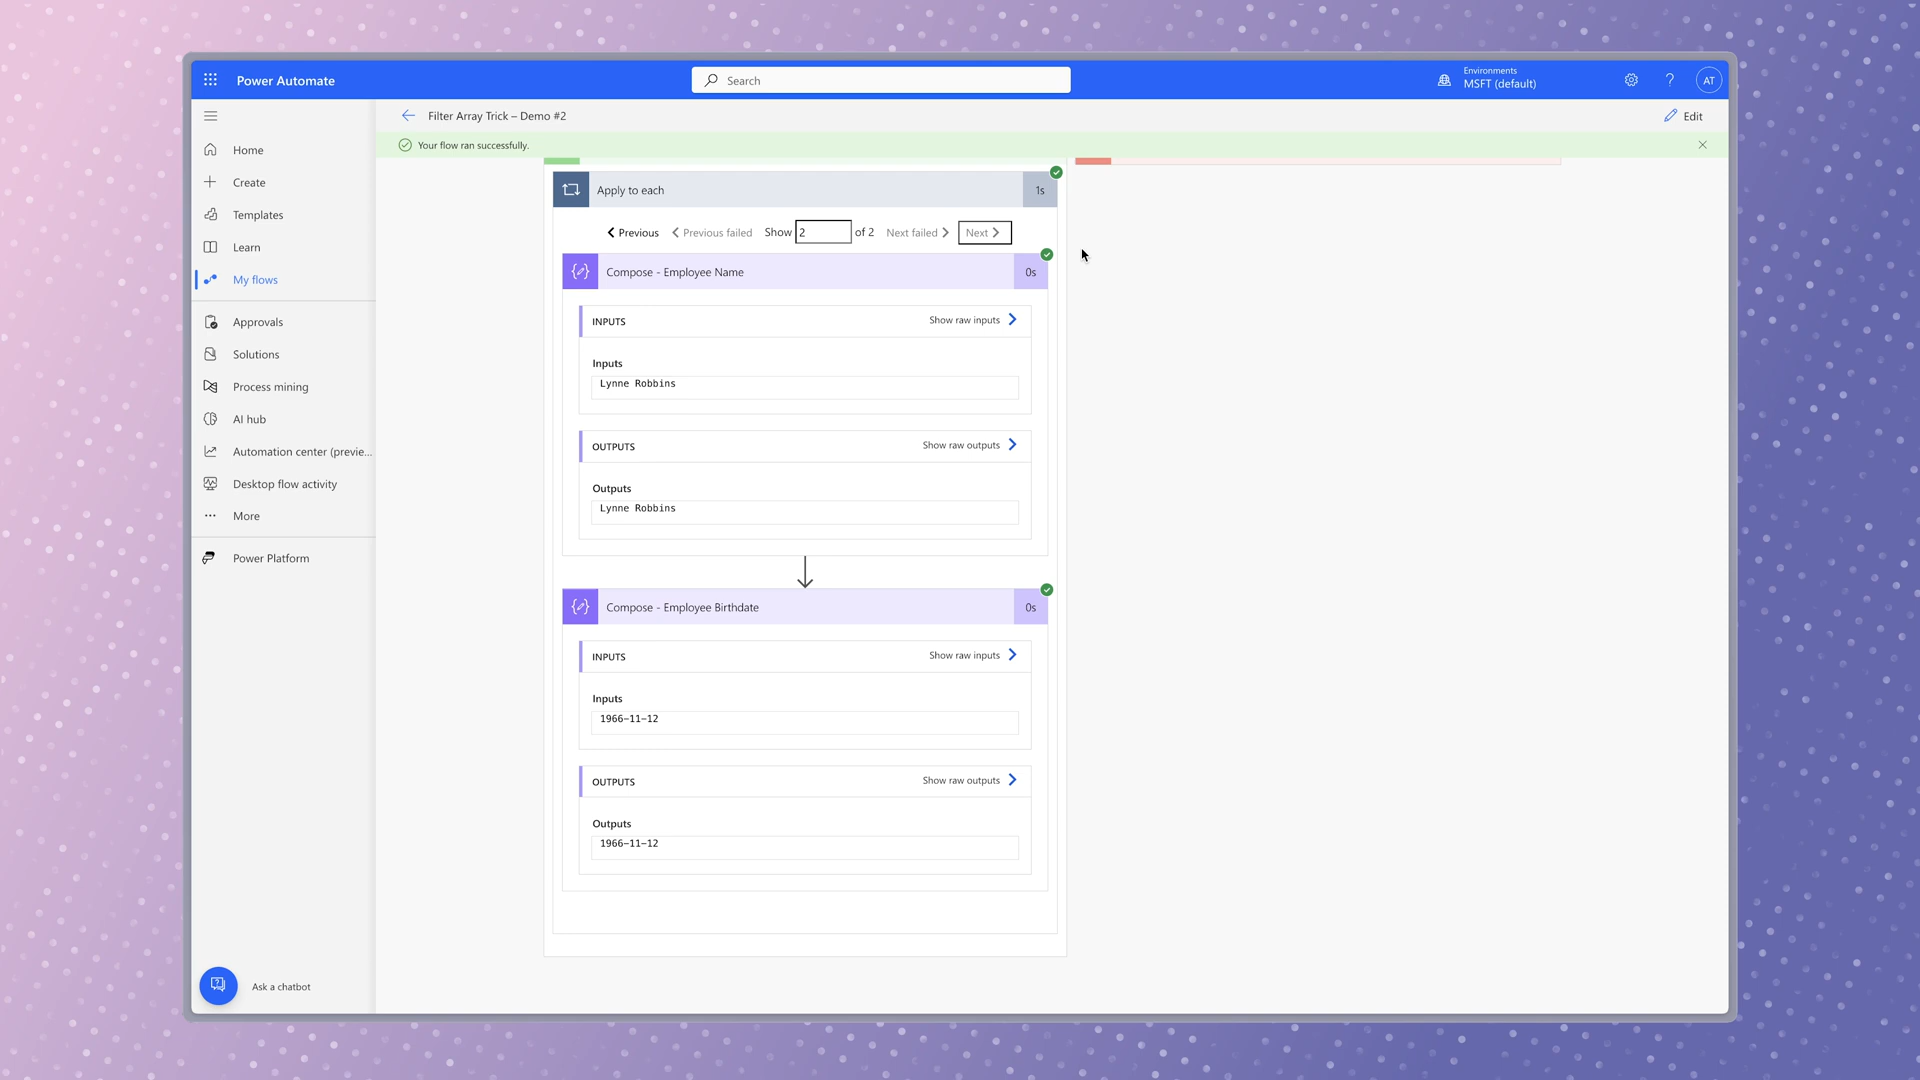 Power Automate
Search
Environments
MSFT (default)
?
AT
Filter Array Trick – Demo #2
Edit
Your flow ran successfully.
Home
Create
Templates
Learn
My flows
Approvals
Solutions
Process mining
AI hub
Automation center (previe...
Desktop flow activity
More
Power Platform
Ask a chatbot
Apply to each
1s
Previous
Previous failed
Show 2 of 2
Next failed
Next
Compose - Employee Name
0s
INPUTS
Show raw inputs
Inputs
Lynne Robbins
OUTPUTS
Show raw outputs
Outputs
Lynne Robbins
Compose - Employee Birthdate
0s
INPUTS
Show raw inputs
Inputs
1966-11-12
OUTPUTS
Show raw outputs
Outputs
1966-11-12